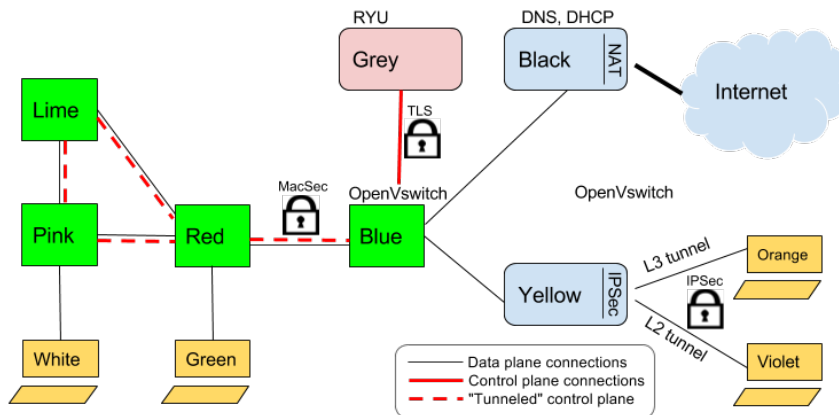 RYU
DNS, DHCP
Grey
Black
NAT
Internet
Lime
TLS
MacSec
OpenVswitch
OpenVswitch
Pink
Red
Blue
L3 tunnel
Orange
Yellow
IPSec
IPSec
L2 tunnel
White
Green
Violet
Data plane connections
Control plane connections
"Tunneled" control plane